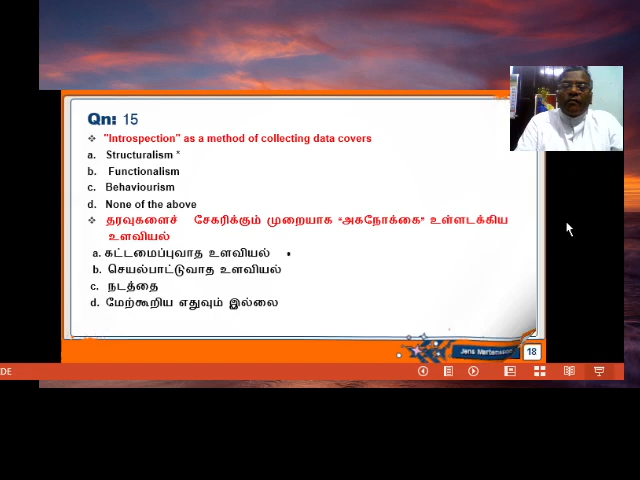 Qn: 15
❖ "Introspection" as a method of collecting data covers
a. Structuralism *
b. Functionalism
c. Behaviourism
d. None of the above
❖ தரவுகளைச் சேகரிக்கும் முறையாக “அகநோக்கை” உள்ளடக்கிய
உளவியல்
a. கட்டமைப்புவாத உளவியல் •
b. செயல்பாட்டுவாத உளவியல்
c. நடத்தை
d. மேற்கூறிய எதுவும் இல்லை
Jens Martensson
18
DE